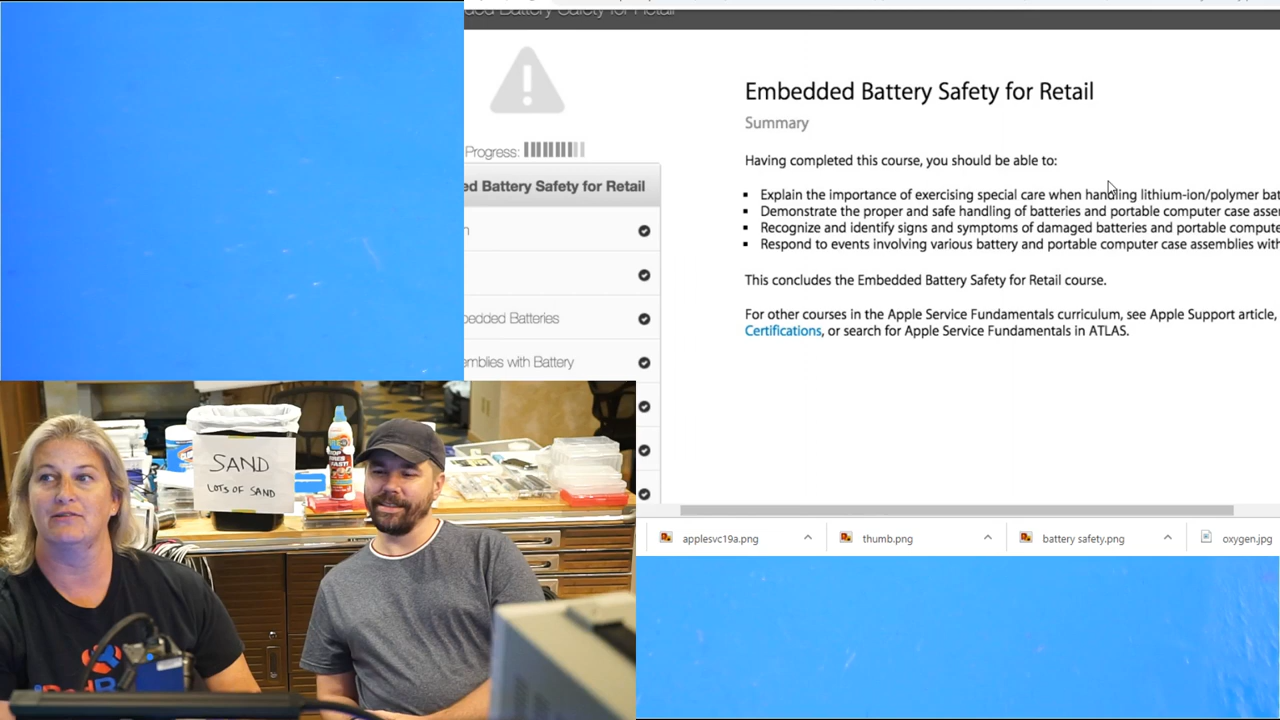 Embedded Battery Safety for Retail
Summary
Progress:
ed Battery Safety for Retail
bedded Batteries
emblies with Battery
Having completed this course, you should be able to:
▪ Explain the importance of exercising special care when handling lithium-ion/polymer bat
▪ Demonstrate the proper and safe handling of batteries and portable computer case asse
▪ Recognize and identify signs and symptoms of damaged batteries and portable compute
▪ Respond to events involving various battery and portable computer case assemblies with
This concludes the Embedded Battery Safety for Retail course.
For other courses in the Apple Service Fundamentals curriculum, see Apple Support article,
Certifications, or search for Apple Service Fundamentals in ATLAS.
applesvc19a.png
thumb.png
battery safety.png
oxygen.jpg
SAND
LOTS OF SAND